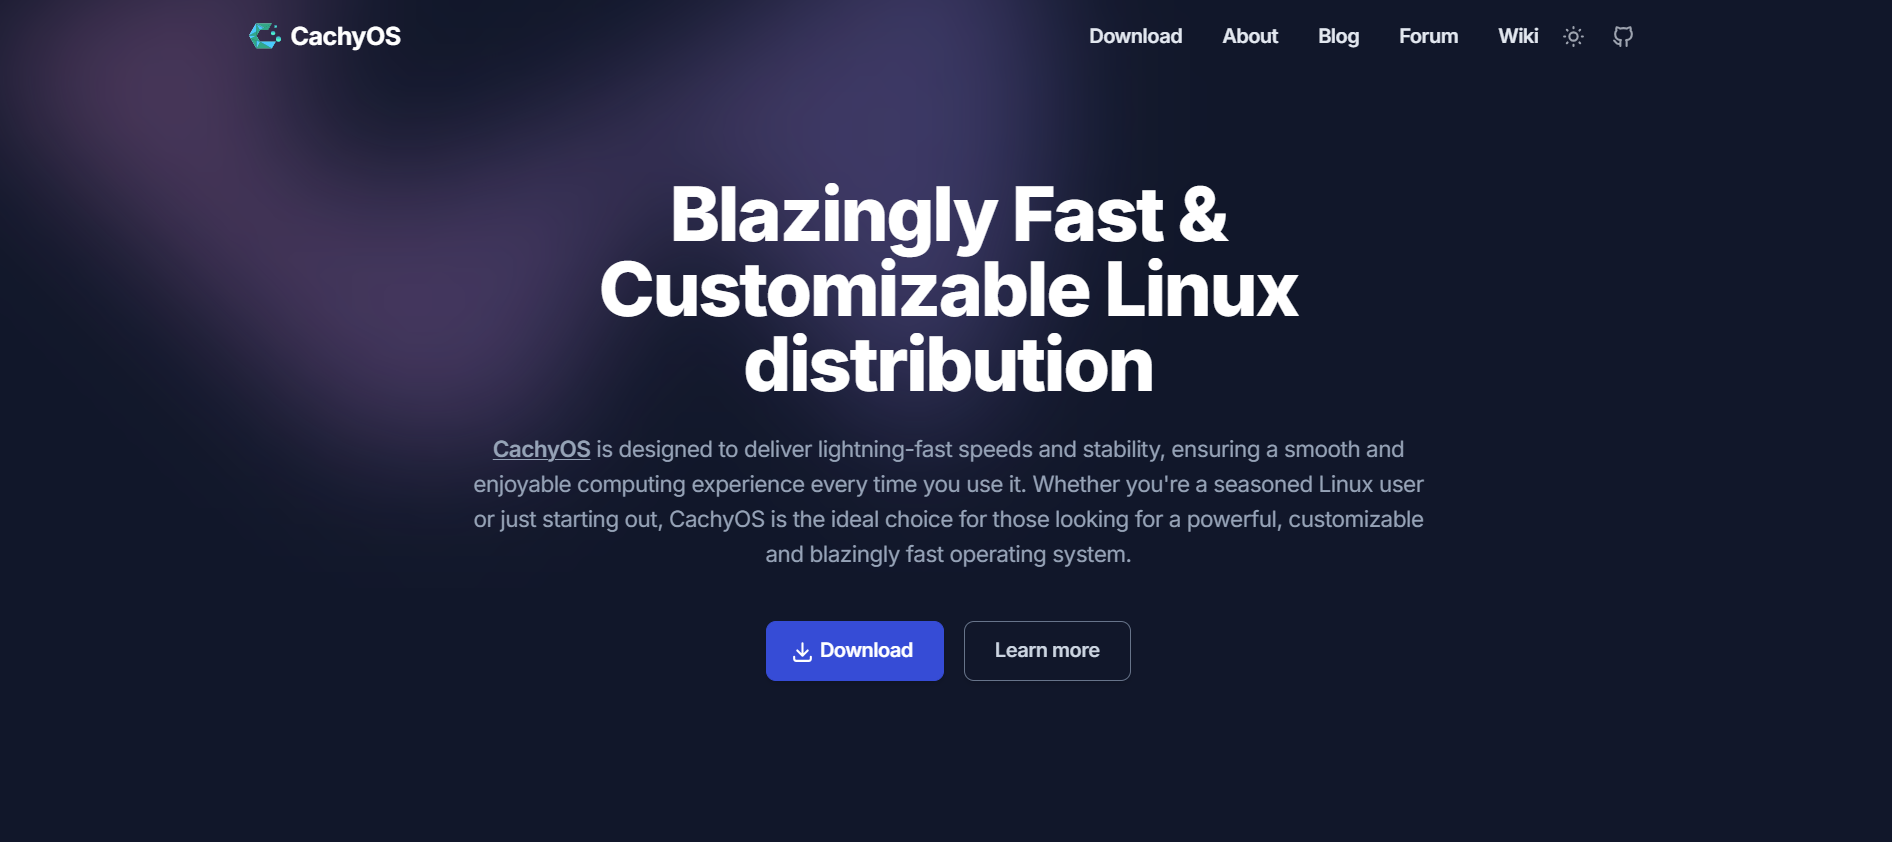 CachyOS
Download
About
Blog
Forum
Wiki
Blazingly Fast &
Customizable Linux
distribution
CachyOS is designed to deliver lightning-fast speeds and stability, ensuring a smooth and
enjoyable computing experience every time you use it. Whether you're a seasoned Linux user
or just starting out, CachyOS is the ideal choice for those looking for a powerful, customizable
and blazingly fast operating system.
Download
Learn more